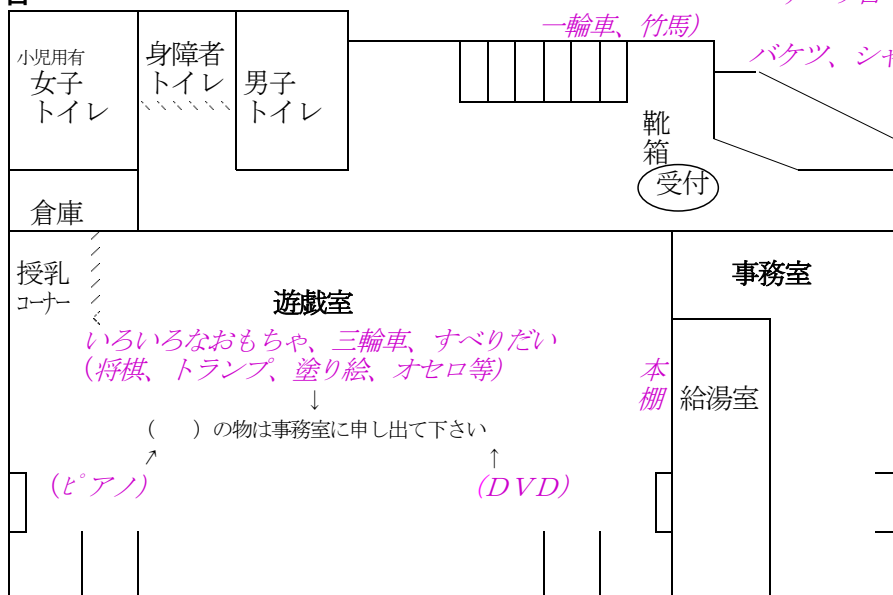 一輪車、竹馬）
バケツ、シャ
小児用有
女子
トイレ
身障者
トイレ
男子
トイレ
靴
箱
受付
倉庫
授乳
コーナー
遊戯室
事務室
いろいろなおもちゃ、三輪車、すべりだい
（将棋、トランプ、塗り絵、オセロ等）
↓
（　　）の物は事務室に申し出て下さい
本
棚
給湯室
（ピアノ）
（ＤＶＤ）